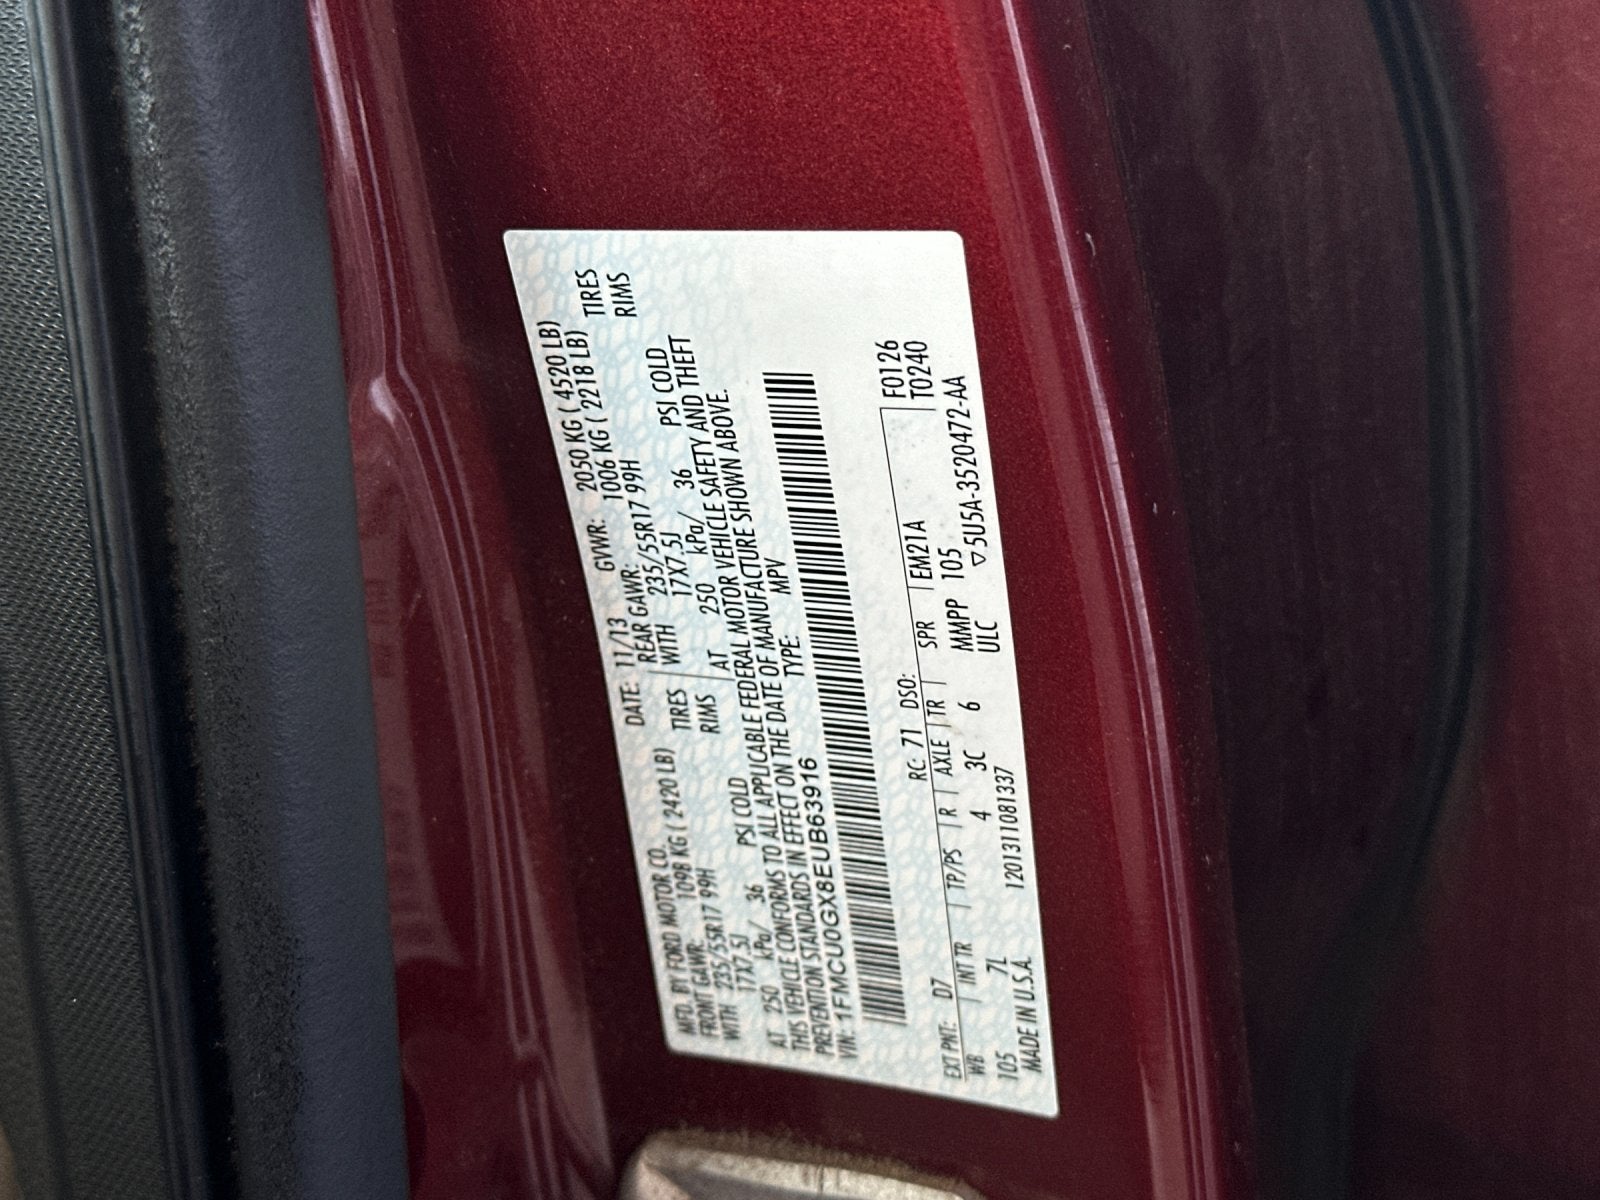 MFD. BY FORD MOTOR CO. DATE: 11/13 GVWR: 2050 KG ( 4520 LB)
FRONT GAWR: 1098 KG ( 2420 LB) REAR GAWR: 1006 KG ( 2218 LB)
WITH 235/55R17 99H TIRES WITH 235/55R17 99H TIRES
17X7.5J RIMS 17X7.5J RIMS
AT 250 kPa/ 36 PSI COLD AT 250 kPa/ 36 PSI COLD
THIS VEHICLE CONFORMS TO ALL APPLICABLE FEDERAL MOTOR VEHICLE SAFETY AND THEFT
PREVENTION STANDARDS IN EFFECT ON THE DATE OF MANUFACTURE SHOWN ABOVE.
VIN: 1FMCU0GX8EUB63916 TYPE: MPV
F0126
EXT PNT: D7 RC: 71 DSO: T0240
WB | INT TR | TP/PS | R | AXLE | TR | SPR | EM21A
105 7L 4 3C 6 MMPP 105
MADE IN U.S.A. 1201311081337 ULC ▽5U5A-3520472-AA